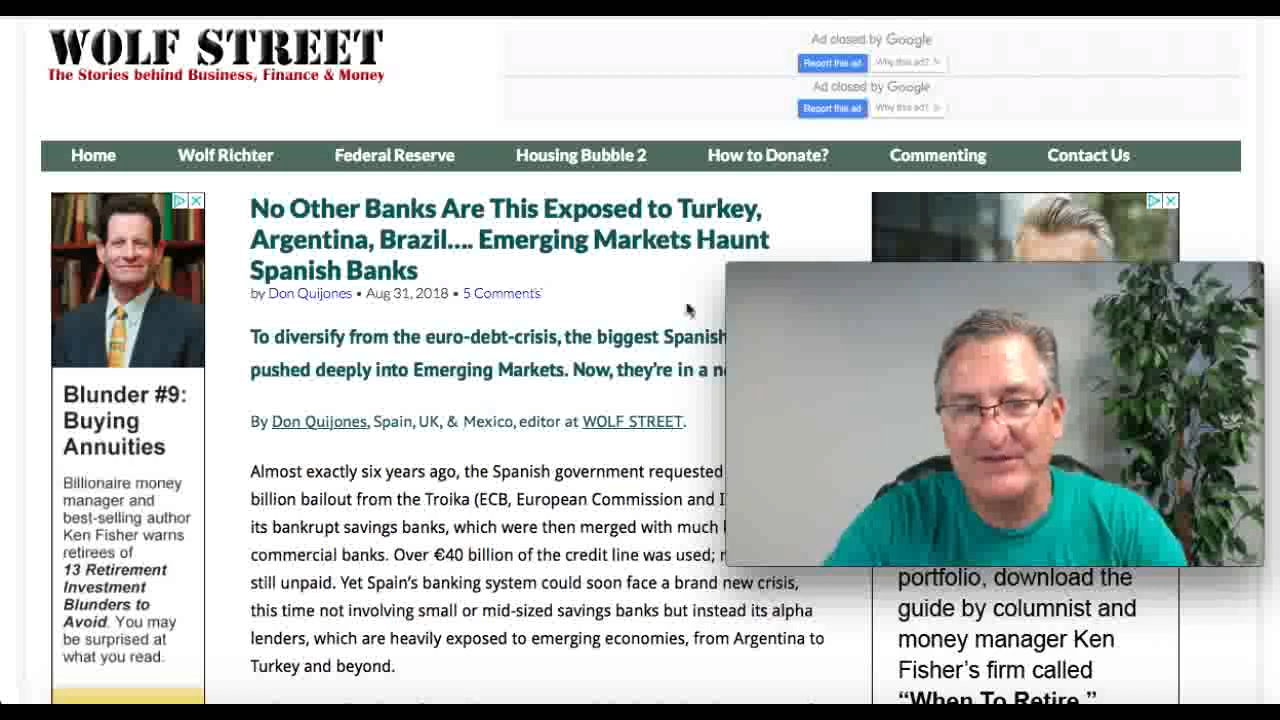 WOLF STREET
The Stories behind Business, Finance & Money
Ad closed by Google
Report this ad Why this ad?
Ad closed by Google
Report this ad Why this ad?
Home Wolf Richter Federal Reserve Housing Bubble 2 How to Donate? Commenting Contact Us
No Other Banks Are This Exposed to Turkey,
Argentina, Brazil.... Emerging Markets Haunt
Spanish Banks
by Don Quijones • Aug 31, 2018 • 5 Comments
To diversify from the euro-debt-crisis, the biggest Spanish
pushed deeply into Emerging Markets. Now, they're in a
By Don Quijones, Spain, UK, & Mexico, editor at WOLF STREET.
Almost exactly six years ago, the Spanish government requested
billion bailout from the Troika (ECB, European Commission and
its bankrupt savings banks, which were then merged with much
commercial banks. Over €40 billion of the credit line was used;
still unpaid. Yet Spain's banking system could soon face a brand new crisis,
this time not involving small or mid-sized savings banks but instead its alpha
lenders, which are heavily exposed to emerging economies, from Argentina to
Turkey and beyond.
Blunder #9:
Buying
Annuities
Billionaire money
manager and
best-selling author
Ken Fisher warns
retirees of
13 Retirement
Investment
Blunders to
Avoid. You may
be surprised at
what you read.
portfolio, download the
guide by columnist and
money manager Ken
Fisher's firm called
"When To Retire."